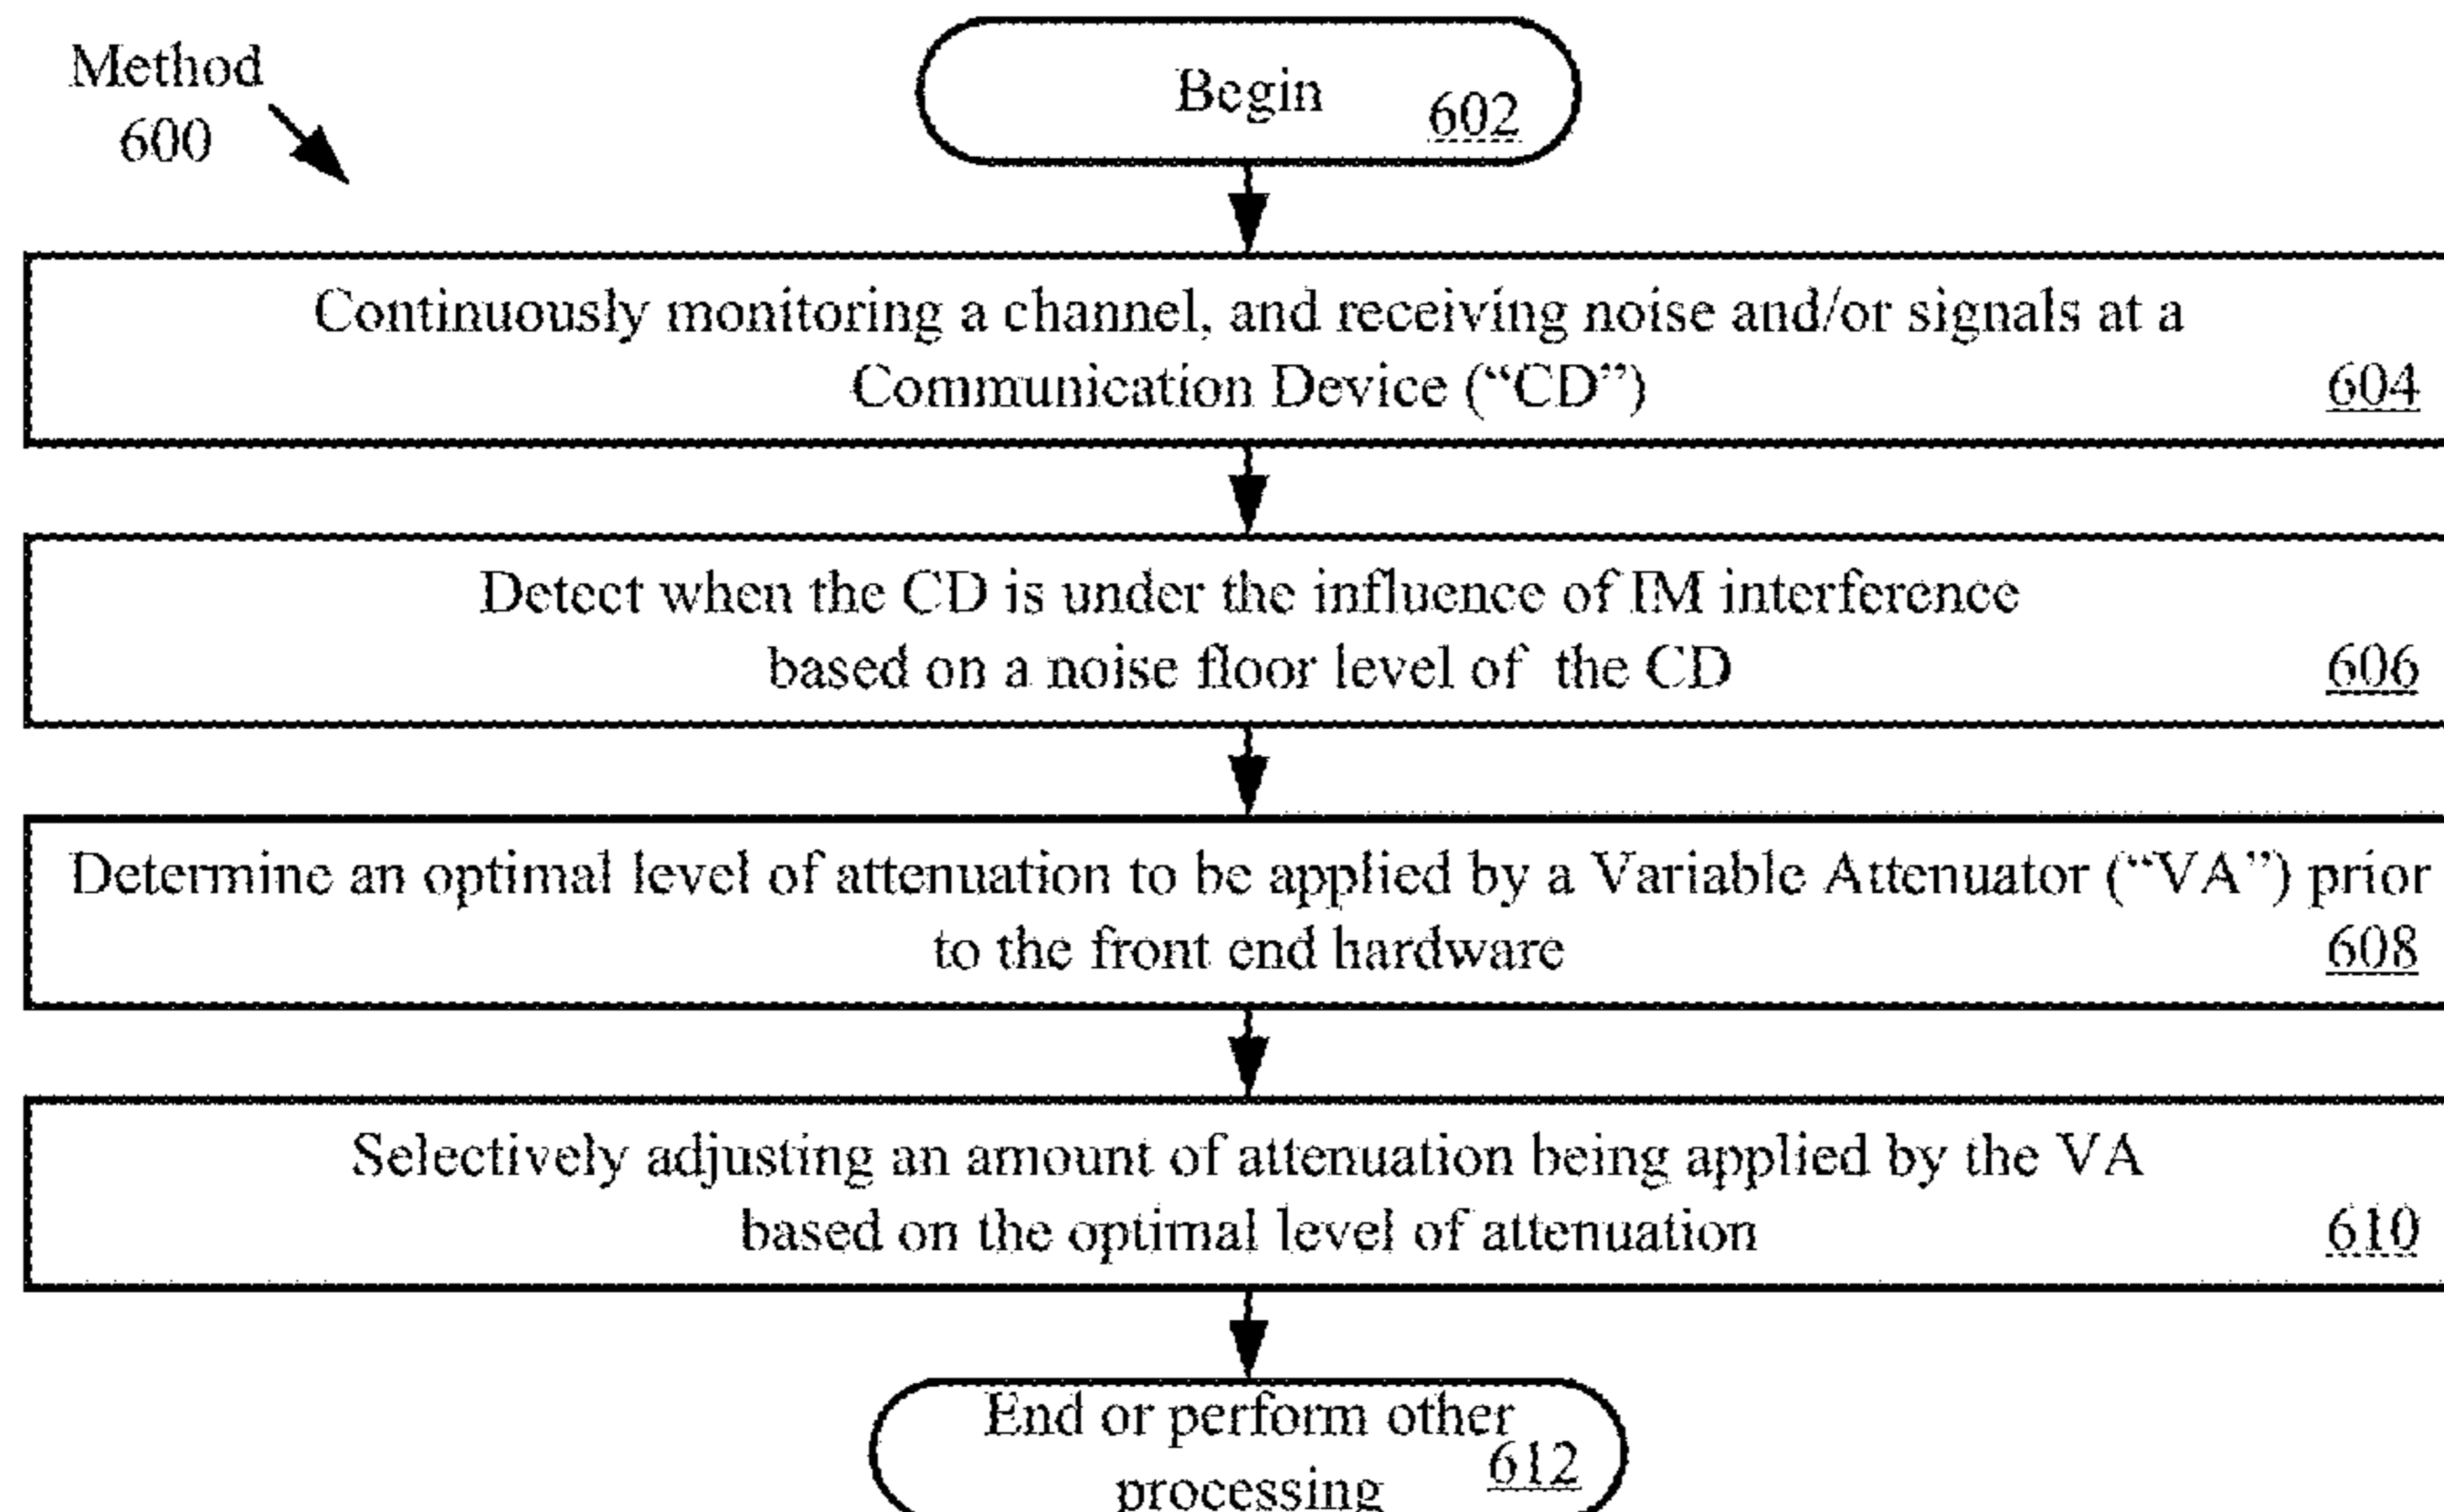 Method
600
Begin 602
Continuously monitoring a channel, and receiving noise and/or signals at a
Communication Device (“CD”) 604
Detect when the CD is under the influence of IM interference
based on a noise floor level of the CD 606
Determine an optimal level of attenuation to be applied by a Variable Attenuator (“VA”) prior
to the front end hardware 608
Selectively adjusting an amount of attenuation being applied by the VA
based on the optimal level of attenuation 610
End or perform other
processing 612